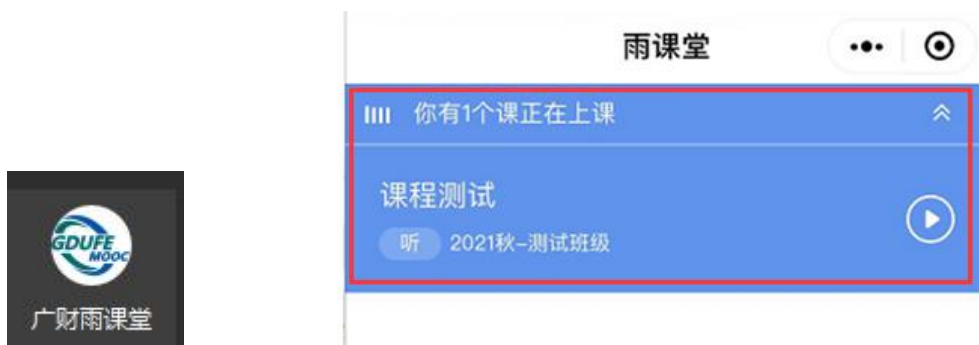 雨课堂
你有1个课正在上课
课程测试
听 2021秋-测试班级
GDUFE
MOOC
广财雨课堂